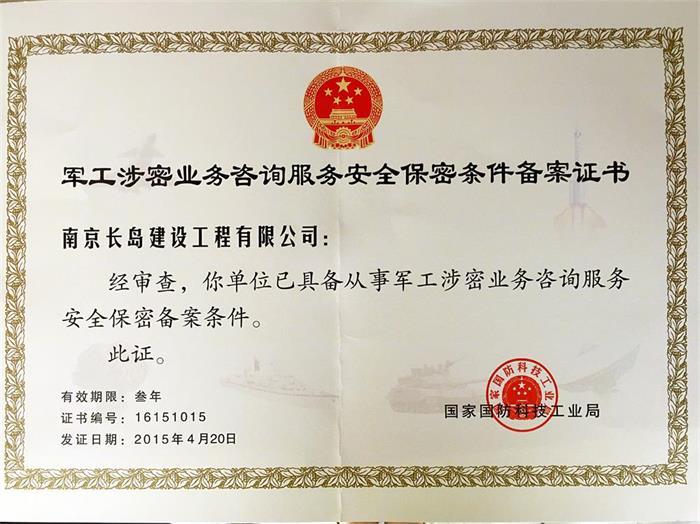 军工涉密业务咨询服务安全保密条件备案证书
南京长岛建设工程有限公司：
经审查，你单位已具备从事军工涉密业务咨询服务
安全保密备案条件。
此证。
有效期限：叁年
证书编号：16151015
发证日期：2015年4月20日
国家国防科技工业局
国家国防科技工业局